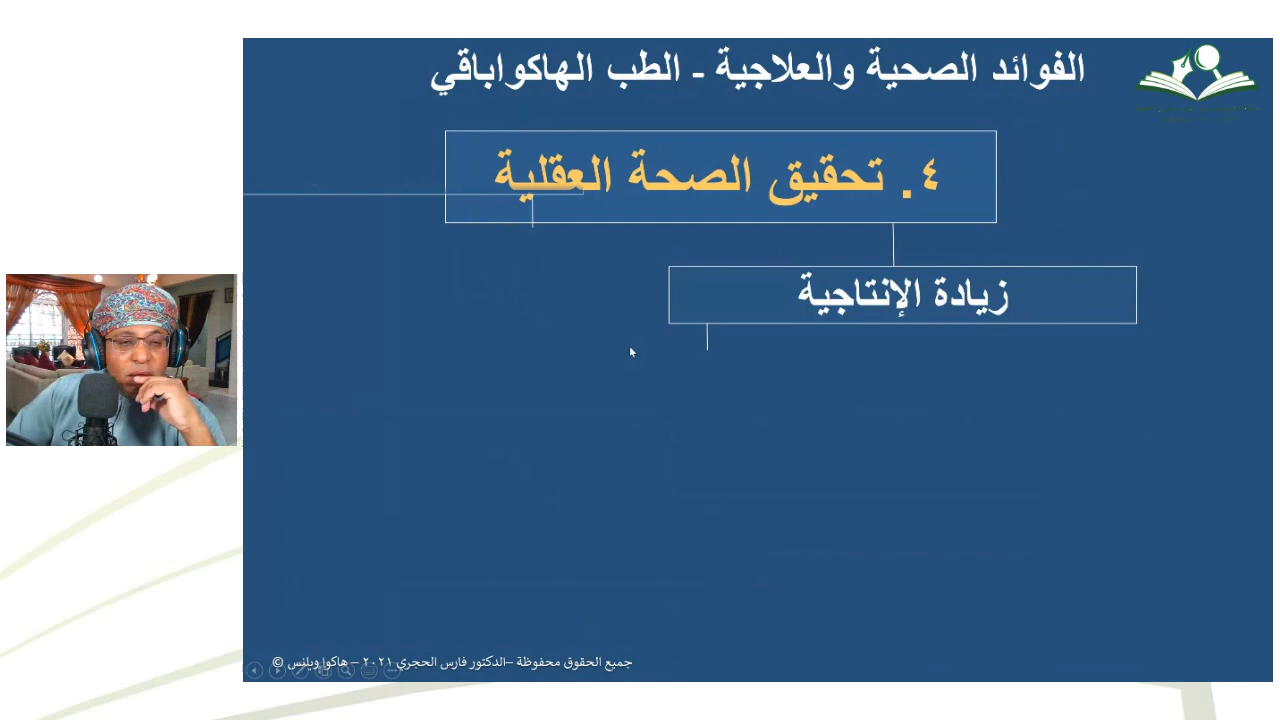 الفوائد الصحية والعلاجية - الطب الهاكواباقي
٤. تحقيق الصحة العقلية
زيادة الإنتاجية
جميع الحقوق محفوظة –الدكتور فارس الحجري ٢٠٢١ – هاكوا ويلنس ©